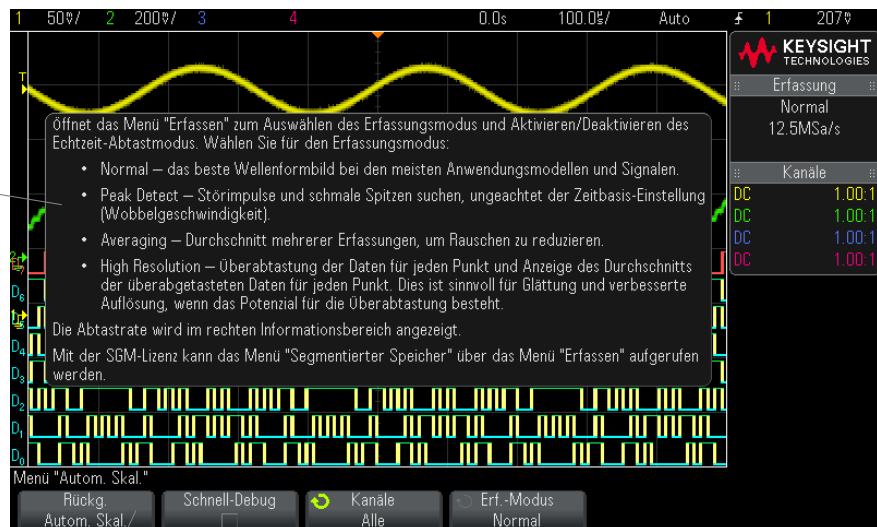 1 50V/ 2 200V/ 3 4 0.0s 100.0µ/ Auto 1 207V
KEYSIGHT
TECHNOLOGIES
Erfassung
Normal
12.5MSa/s
Kanäle
DC 1.00:1
DC 1.00:1
DC 1.00:1
DC 1.00:1
T
Öffnet das Menü "Erfassen" zum Auswählen des Erfassungsmodus und Aktivieren/Deaktivieren des
Echtzeit-Abtastmodus. Wählen Sie für den Erfassungsmodus:
• Normal – das beste Wellenformbild bei den meisten Anwendungsmodellen und Signalen.
• Peak Detect – Störimpulse und schmale Spitzen suchen, ungeachtet der Zeitbasis-Einstellung
(Wobbelgeschwindigkeit).
• Averaging – Durchschnitt mehrerer Erfassungen, um Rauschen zu reduzieren.
• High Resolution – Überabtastung der Daten für jeden Punkt und Anzeige des Durchschnitts
der überabgetasteten Daten für jeden Punkt. Dies ist sinnvoll für Glättung und verbesserte
Auflösung, wenn das Potenzial für die Überabtastung besteht.
Die Abtastrate wird im rechten Informationsbereich angezeigt.
Mit der SGM-Lizenz kann das Menü "Segmentierter Speicher" über das Menü "Erfassen" aufgerufen
werden.
D6
D4
D3
D2
D1
D0
Menü "Autom. Skal."
Rückg.
Autom. Skal./
Schnell-Debug
Kanäle
Alle
Erf.-Modus
Normal